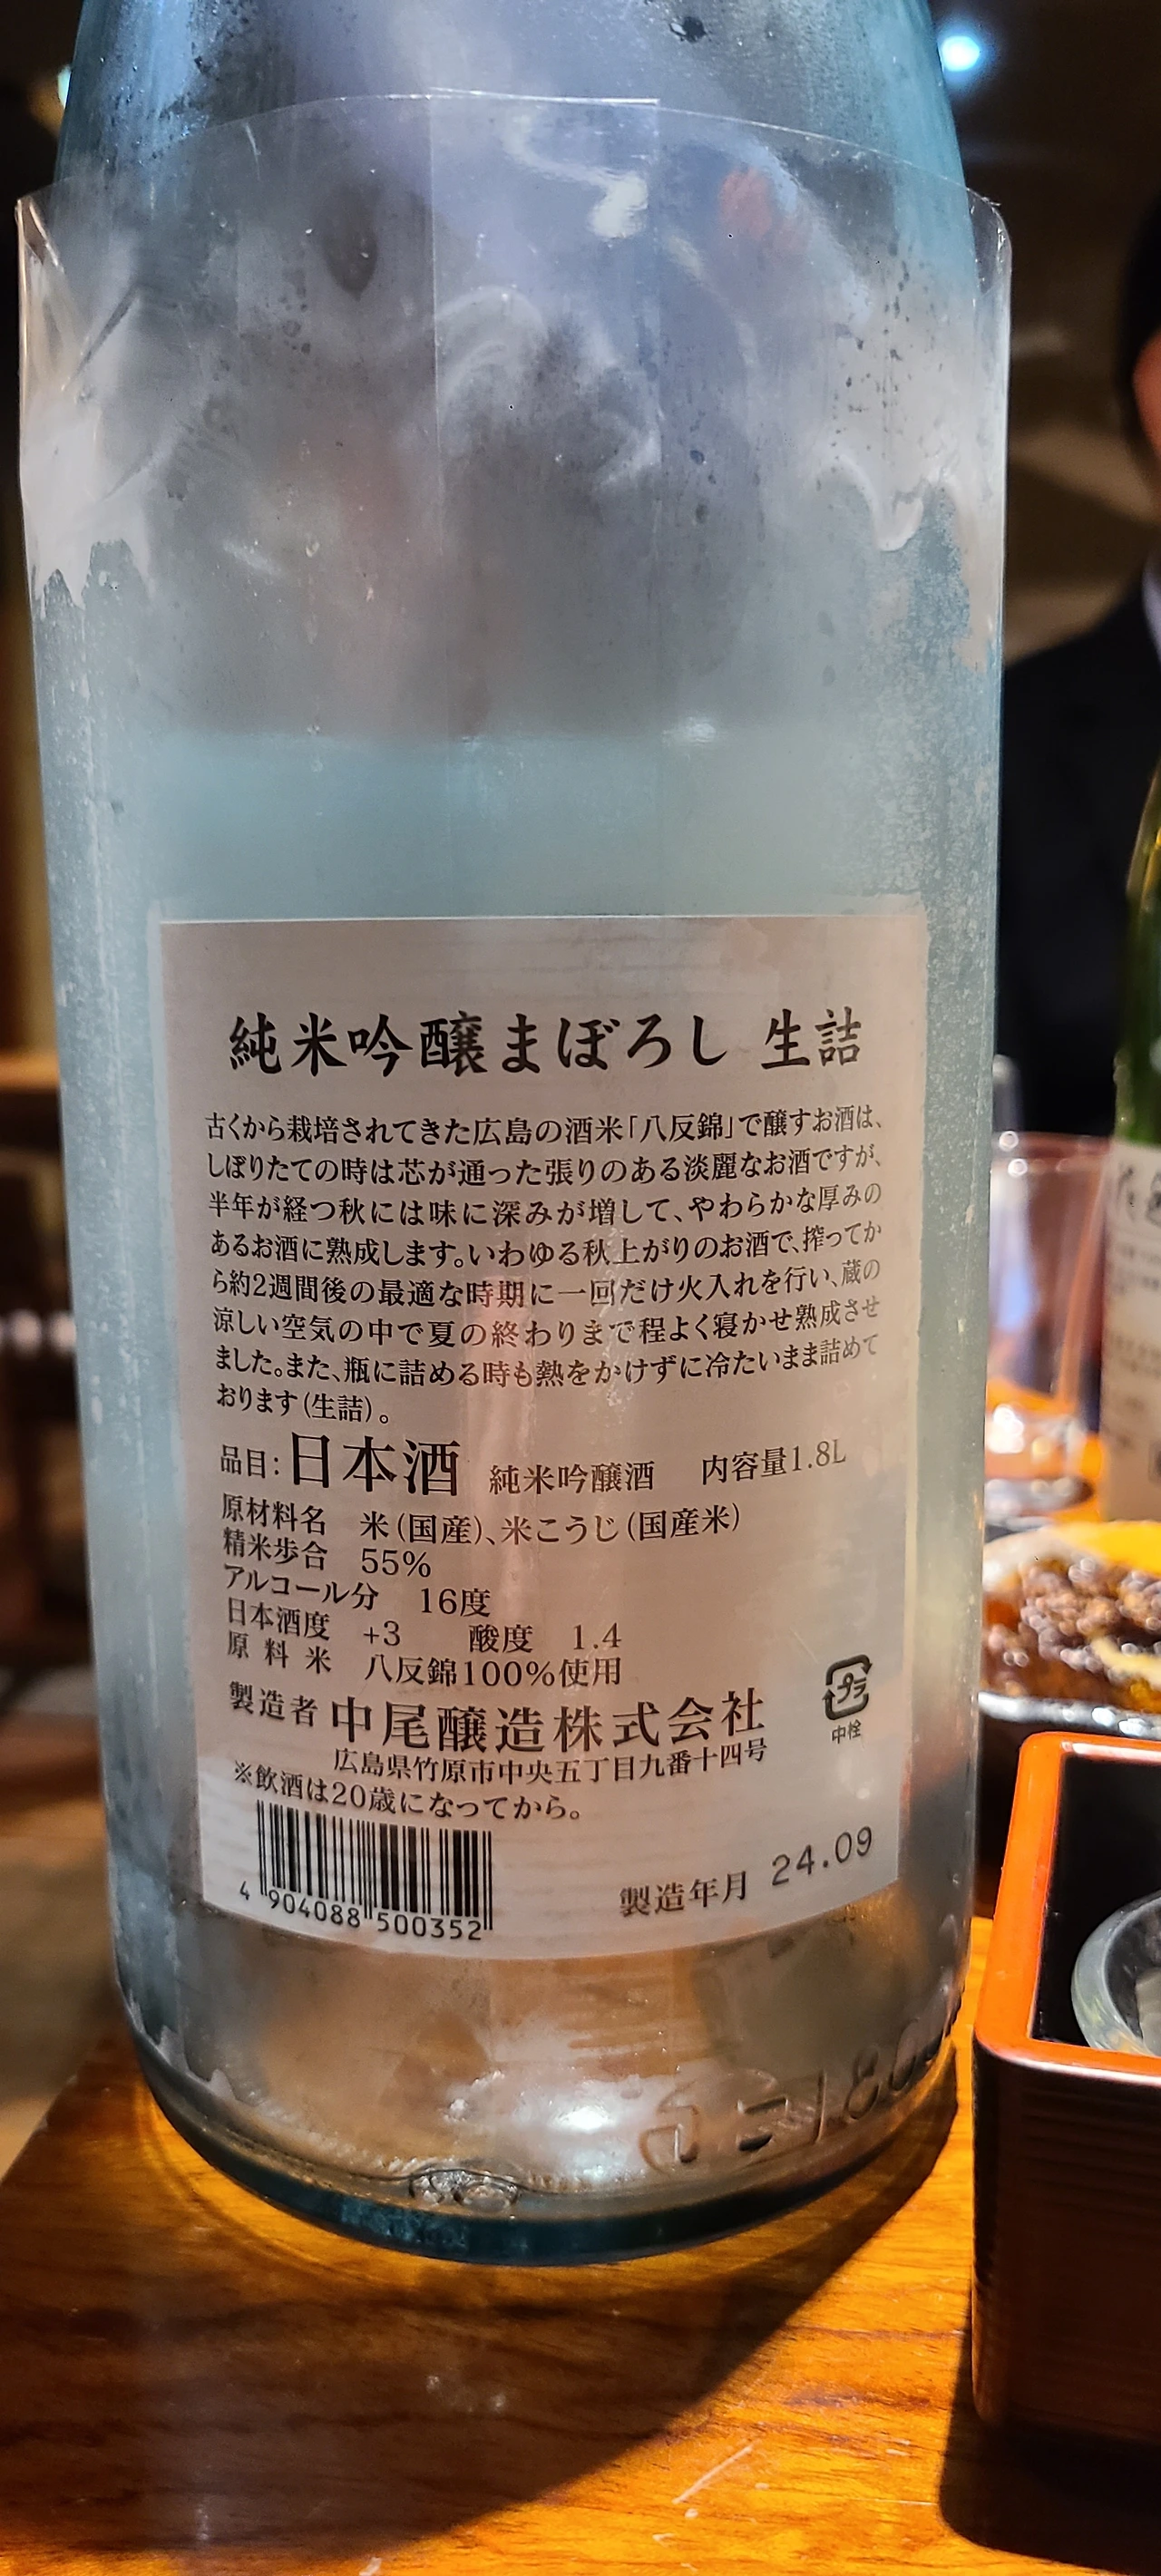 純米吟醸まぼろし 生詰
古くから栽培されてきた広島の酒米「八反錦」で醸すお酒は、
しぼりたての時は芯が通った張りのある淡麗なお酒ですが、
半年が経つ秋には味に深みが増して、やわらかな厚みの
あるお酒に熟成します。いわゆる秋上がりのお酒で、搾ってか
ら約2週間後の最適な時期に一回だけ火入れを行い、蔵の
涼しい空気の中で夏の終わりまで程よく寝かせ熟成させ
ました。また、瓶に詰める時も熱をかけずに冷たいまま詰めて
おります(生詰)。
品目:日本酒 純米吟醸酒 内容量1.8L
原材料名 米(国産)、米こうじ(国産米)
精米歩合 55%
アルコール分 16度
日本酒度 +3 酸度 1.4
原料米 八反錦100%使用
製造者 中尾醸造株式会社
広島県竹原市中央五丁目九番十四号
プラ
中栓
※飲酒は20歳になってから。
4 904088 500352
製造年月 24.09